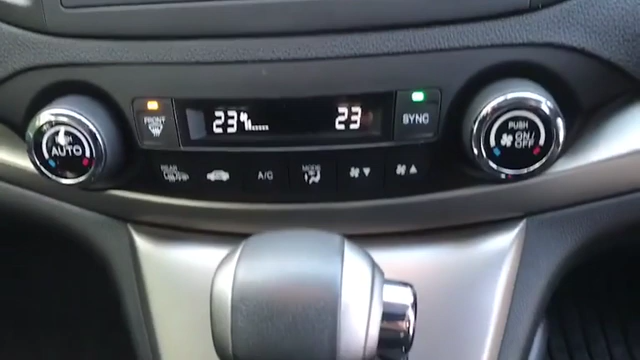 FRONT
23
23
SYNC
AUTO
PUSH
ON/
OFF
REAR
A/C
MODE